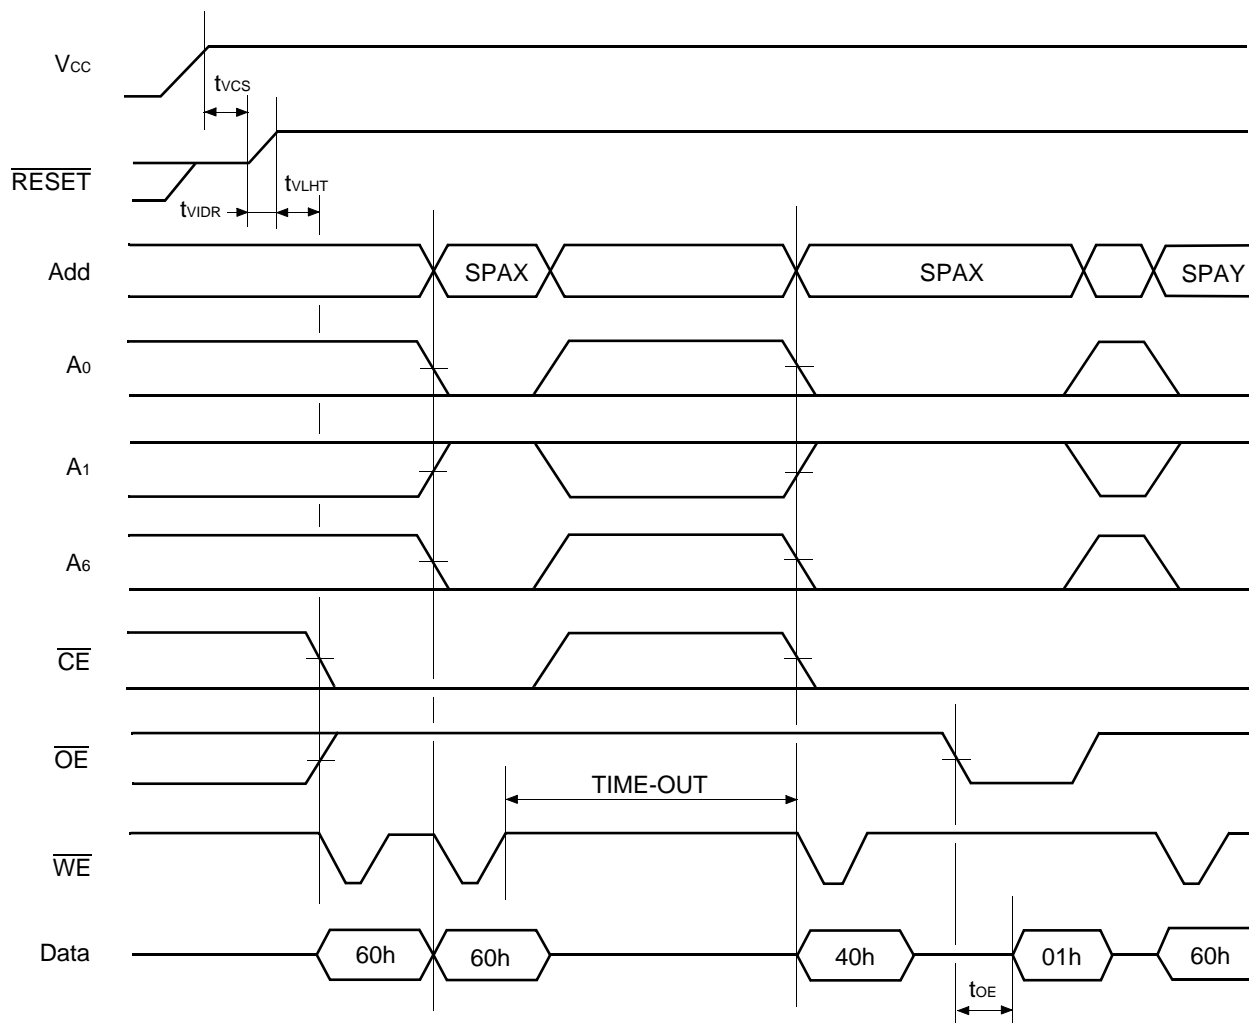 VCC
tVCS
RESET
tVLHT
tVIDR
Add
SPAX
SPAX
SPAY
A0
A1
A6
CE
OE
TIME-OUT
WE
Data
60h
60h
40h
01h
60h
tOE